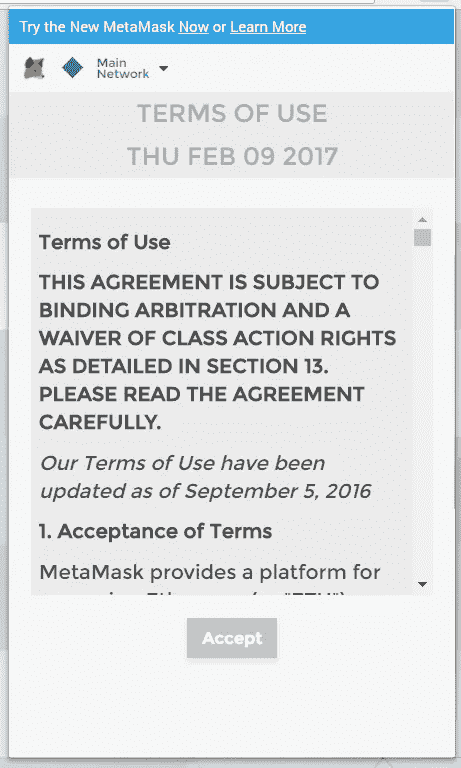 Try the New MetaMask Now or Learn More
Main
Network
TERMS OF USE
THU FEB 09 2017
Terms of Use
THIS AGREEMENT IS SUBJECT TO
BINDING ARBITRATION AND A
WAIVER OF CLASS ACTION RIGHTS
AS DETAILED IN SECTION 13.
PLEASE READ THE AGREEMENT
CAREFULLY.
Our Terms of Use have been
updated as of September 5, 2016
1. Acceptance of Terms
MetaMask provides a platform for
Accept